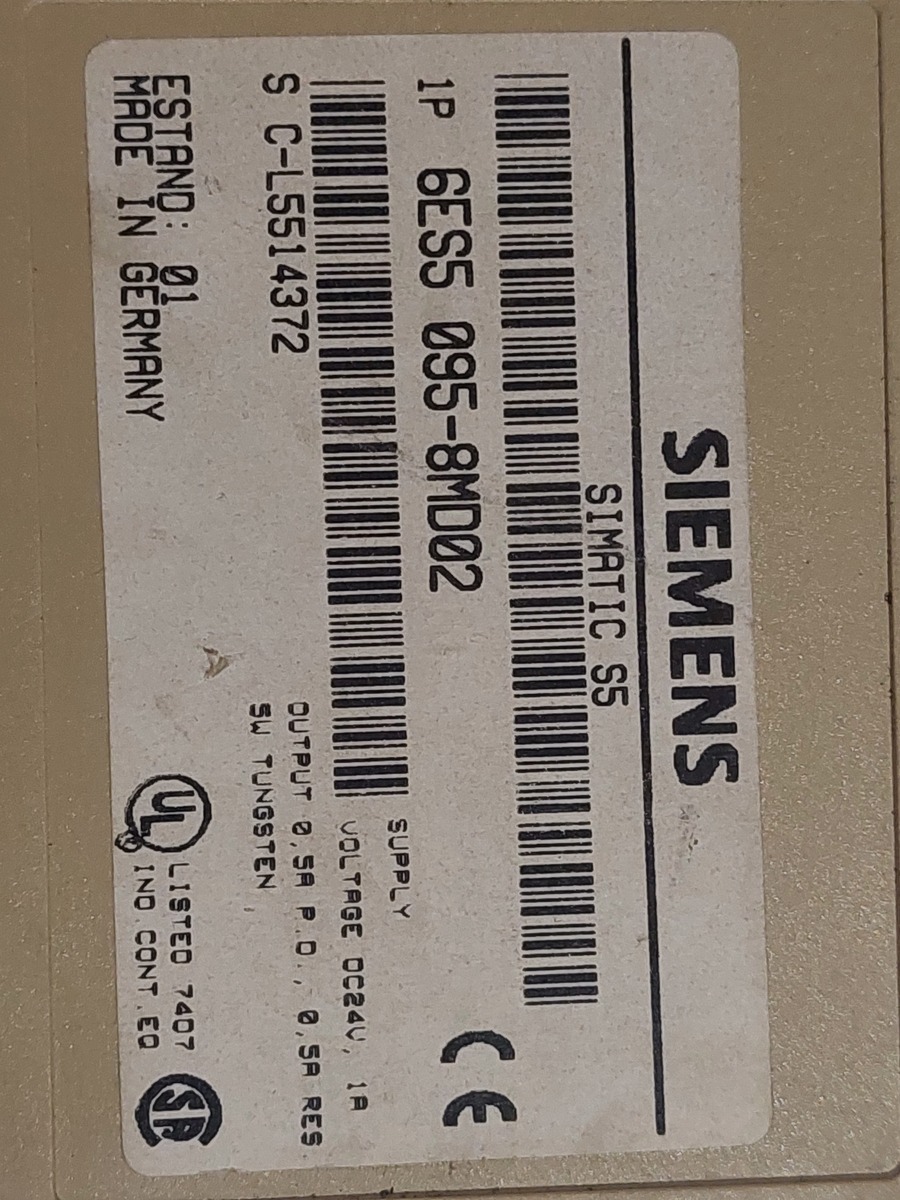 SIEMENS
SIMATIC S5
1P 6ES5 095-8MD02
S C-L5514372
SUPPLY
VOLTAGE DC24V, 1A
OUTPUT 0,5A P.D., 0,5A RES.
5W TUNGSTEN,
ESTAND: 01
MADE IN GERMANY
UL
LISTED 7407
IND.CONT.EQ
SA
CE